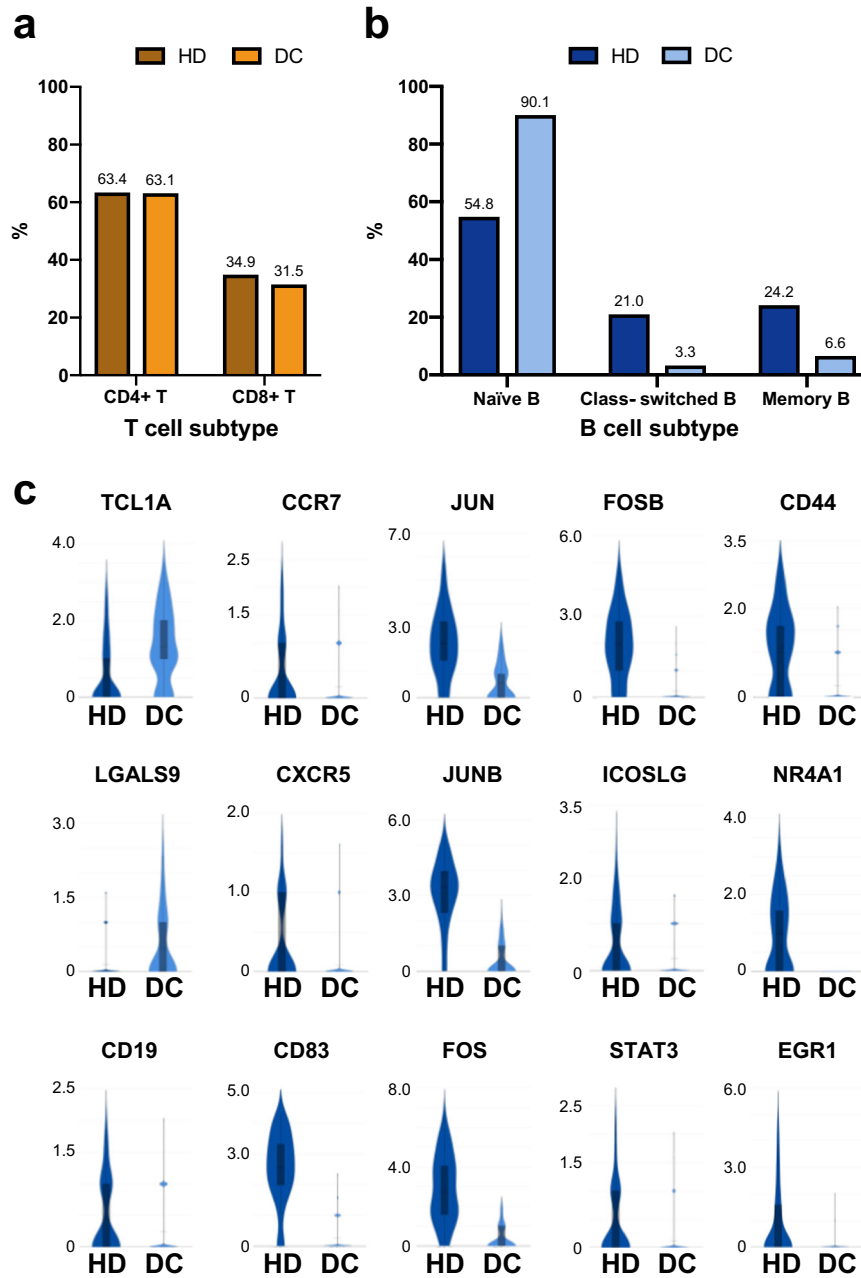 a
HD DC
100
80
60
40
20
0
%
63.4 63.1
34.9 31.5
CD4+ T CD8+ T
T cell subtype
b
HD DC
100
80
60
40
20
0
%
54.8 90.1
21.0 3.3
24.2 6.6
Naïve B Class- switched B Memory B
B cell subtype
c
TCL1A CCR7 JUN FOSB CD44
4.0 2.0 0
2.5 1.5 0
7.0 3.0 0
6.0 3.0 0
3.5 2.0 0
HD DC HD DC HD DC HD DC HD DC
LGALS9 CXCR5 JUNB ICOSLG NR4A1
3.0 1.5 0
2.0 1.0 0
6.0 3.0 0
3.5 2.0 0
4.0 2.0 0
HD DC HD DC HD DC HD DC HD DC
CD19 CD83 FOS STAT3 EGR1
2.5 1.5 0
5.0 3.0 0
8.0 4.0 0
2.5 1.5 0
6.0 3.0 0
HD DC HD DC HD DC HD DC HD DC